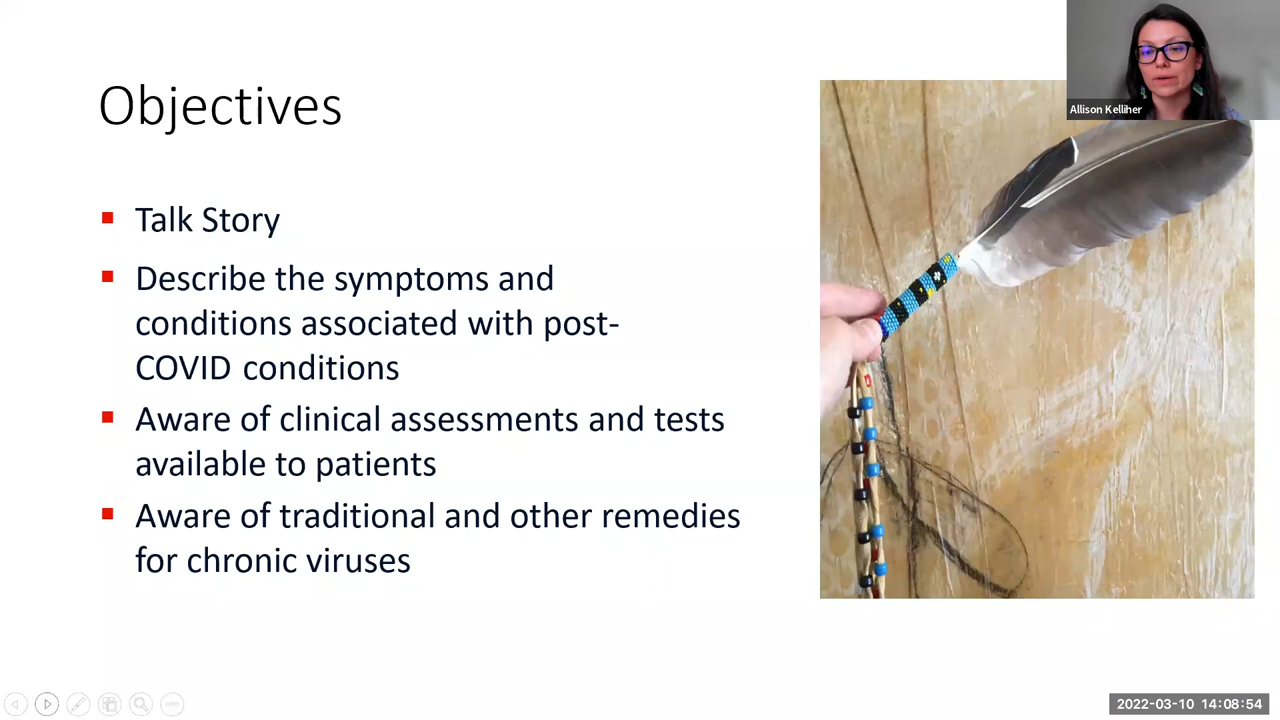 Objectives
Allison Kelliher
Talk Story
Describe the symptoms and
conditions associated with post-
COVID conditions
Aware of clinical assessments and tests
available to patients
Aware of traditional and other remedies
for chronic viruses
2022-03-10 14:08:54